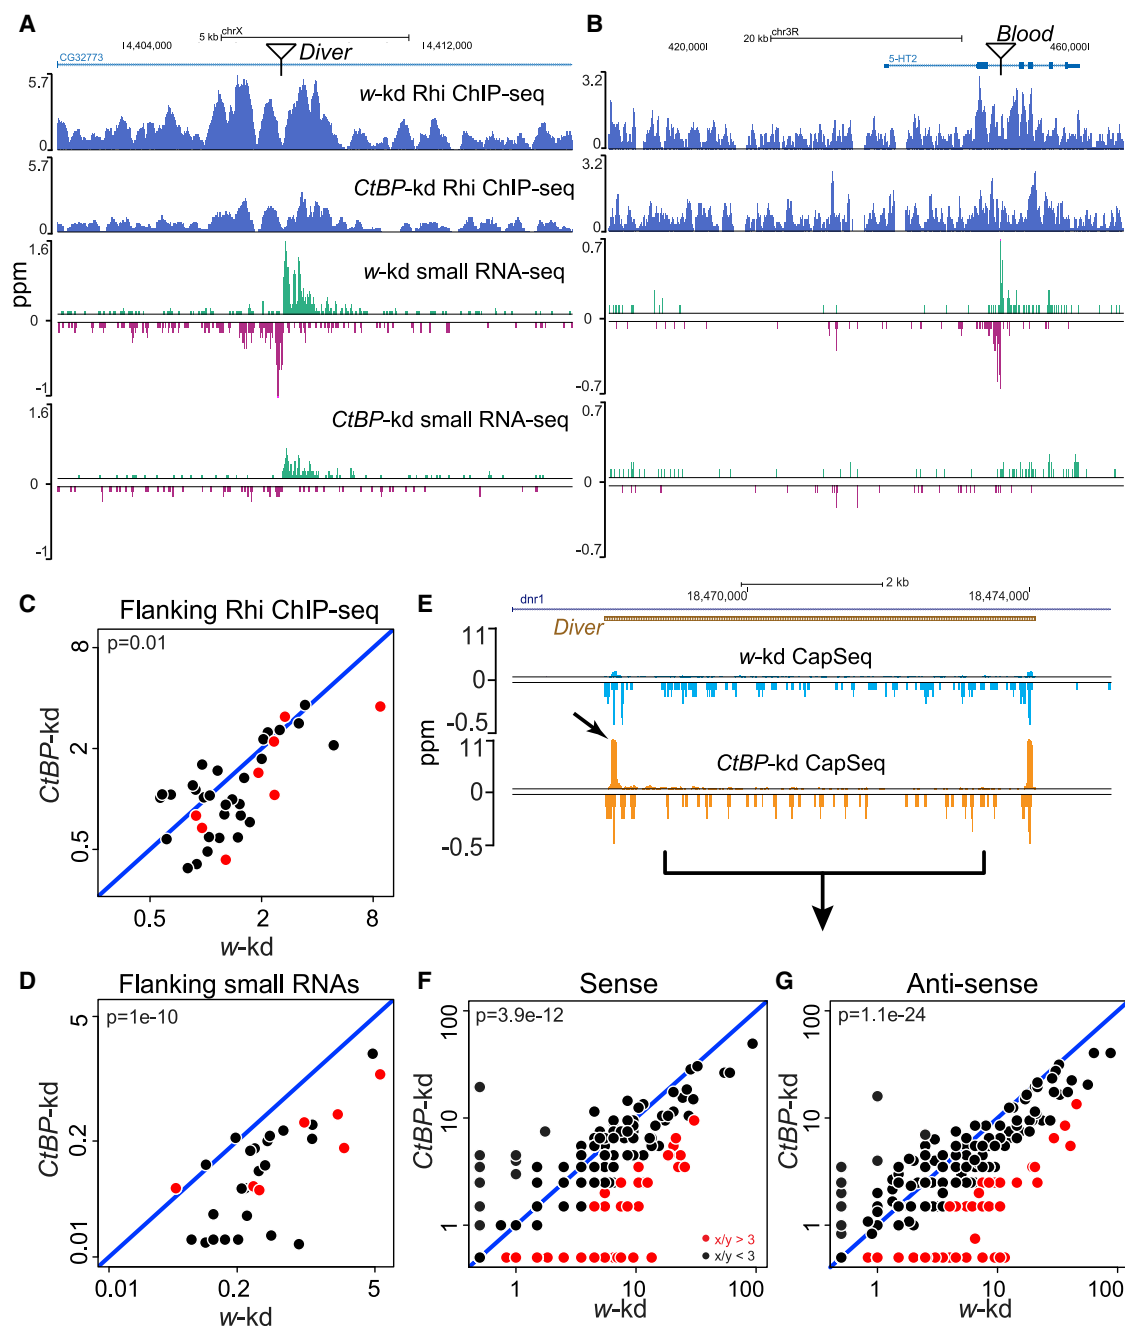 A
5 kb chrX
4,404,000
4,412,000
CG32773
Diver
5.7
w-kd Rhi ChIP-seq
0
5.7
CtBP-kd Rhi ChIP-seq
0
1.6
w-kd small RNA-seq
ppm
0
-1
1.6
CtBP-kd small RNA-seq
0
-1
B
20 kb chr3R
420,000
460,000
5-HT2
Blood
3.2
0
3.2
0
0.7
0
-0.7
0.7
0
-0.7
C
Flanking Rhi ChIP-seq
p=0.01
8
2
0.5
CtBP-kd
0.5 2 8
w-kd
D
Flanking small RNAs
p=1e-10
5
0.2
0.01
CtBP-kd
0.01 0.2 5
w-kd
E
2 kb
dnr1
18,470,000
18,474,000
Diver
11
w-kd CapSeq
0
-0.5
ppm
11
CtBP-kd CapSeq
0
-0.5
F
Sense
p=3.9e-12
100
10
1
CtBP-kd
x/y > 3
x/y < 3
1 10 100
w-kd
G
Anti-sense
p=1.1e-24
100
10
1
CtBP-kd
1 10 100
w-kd